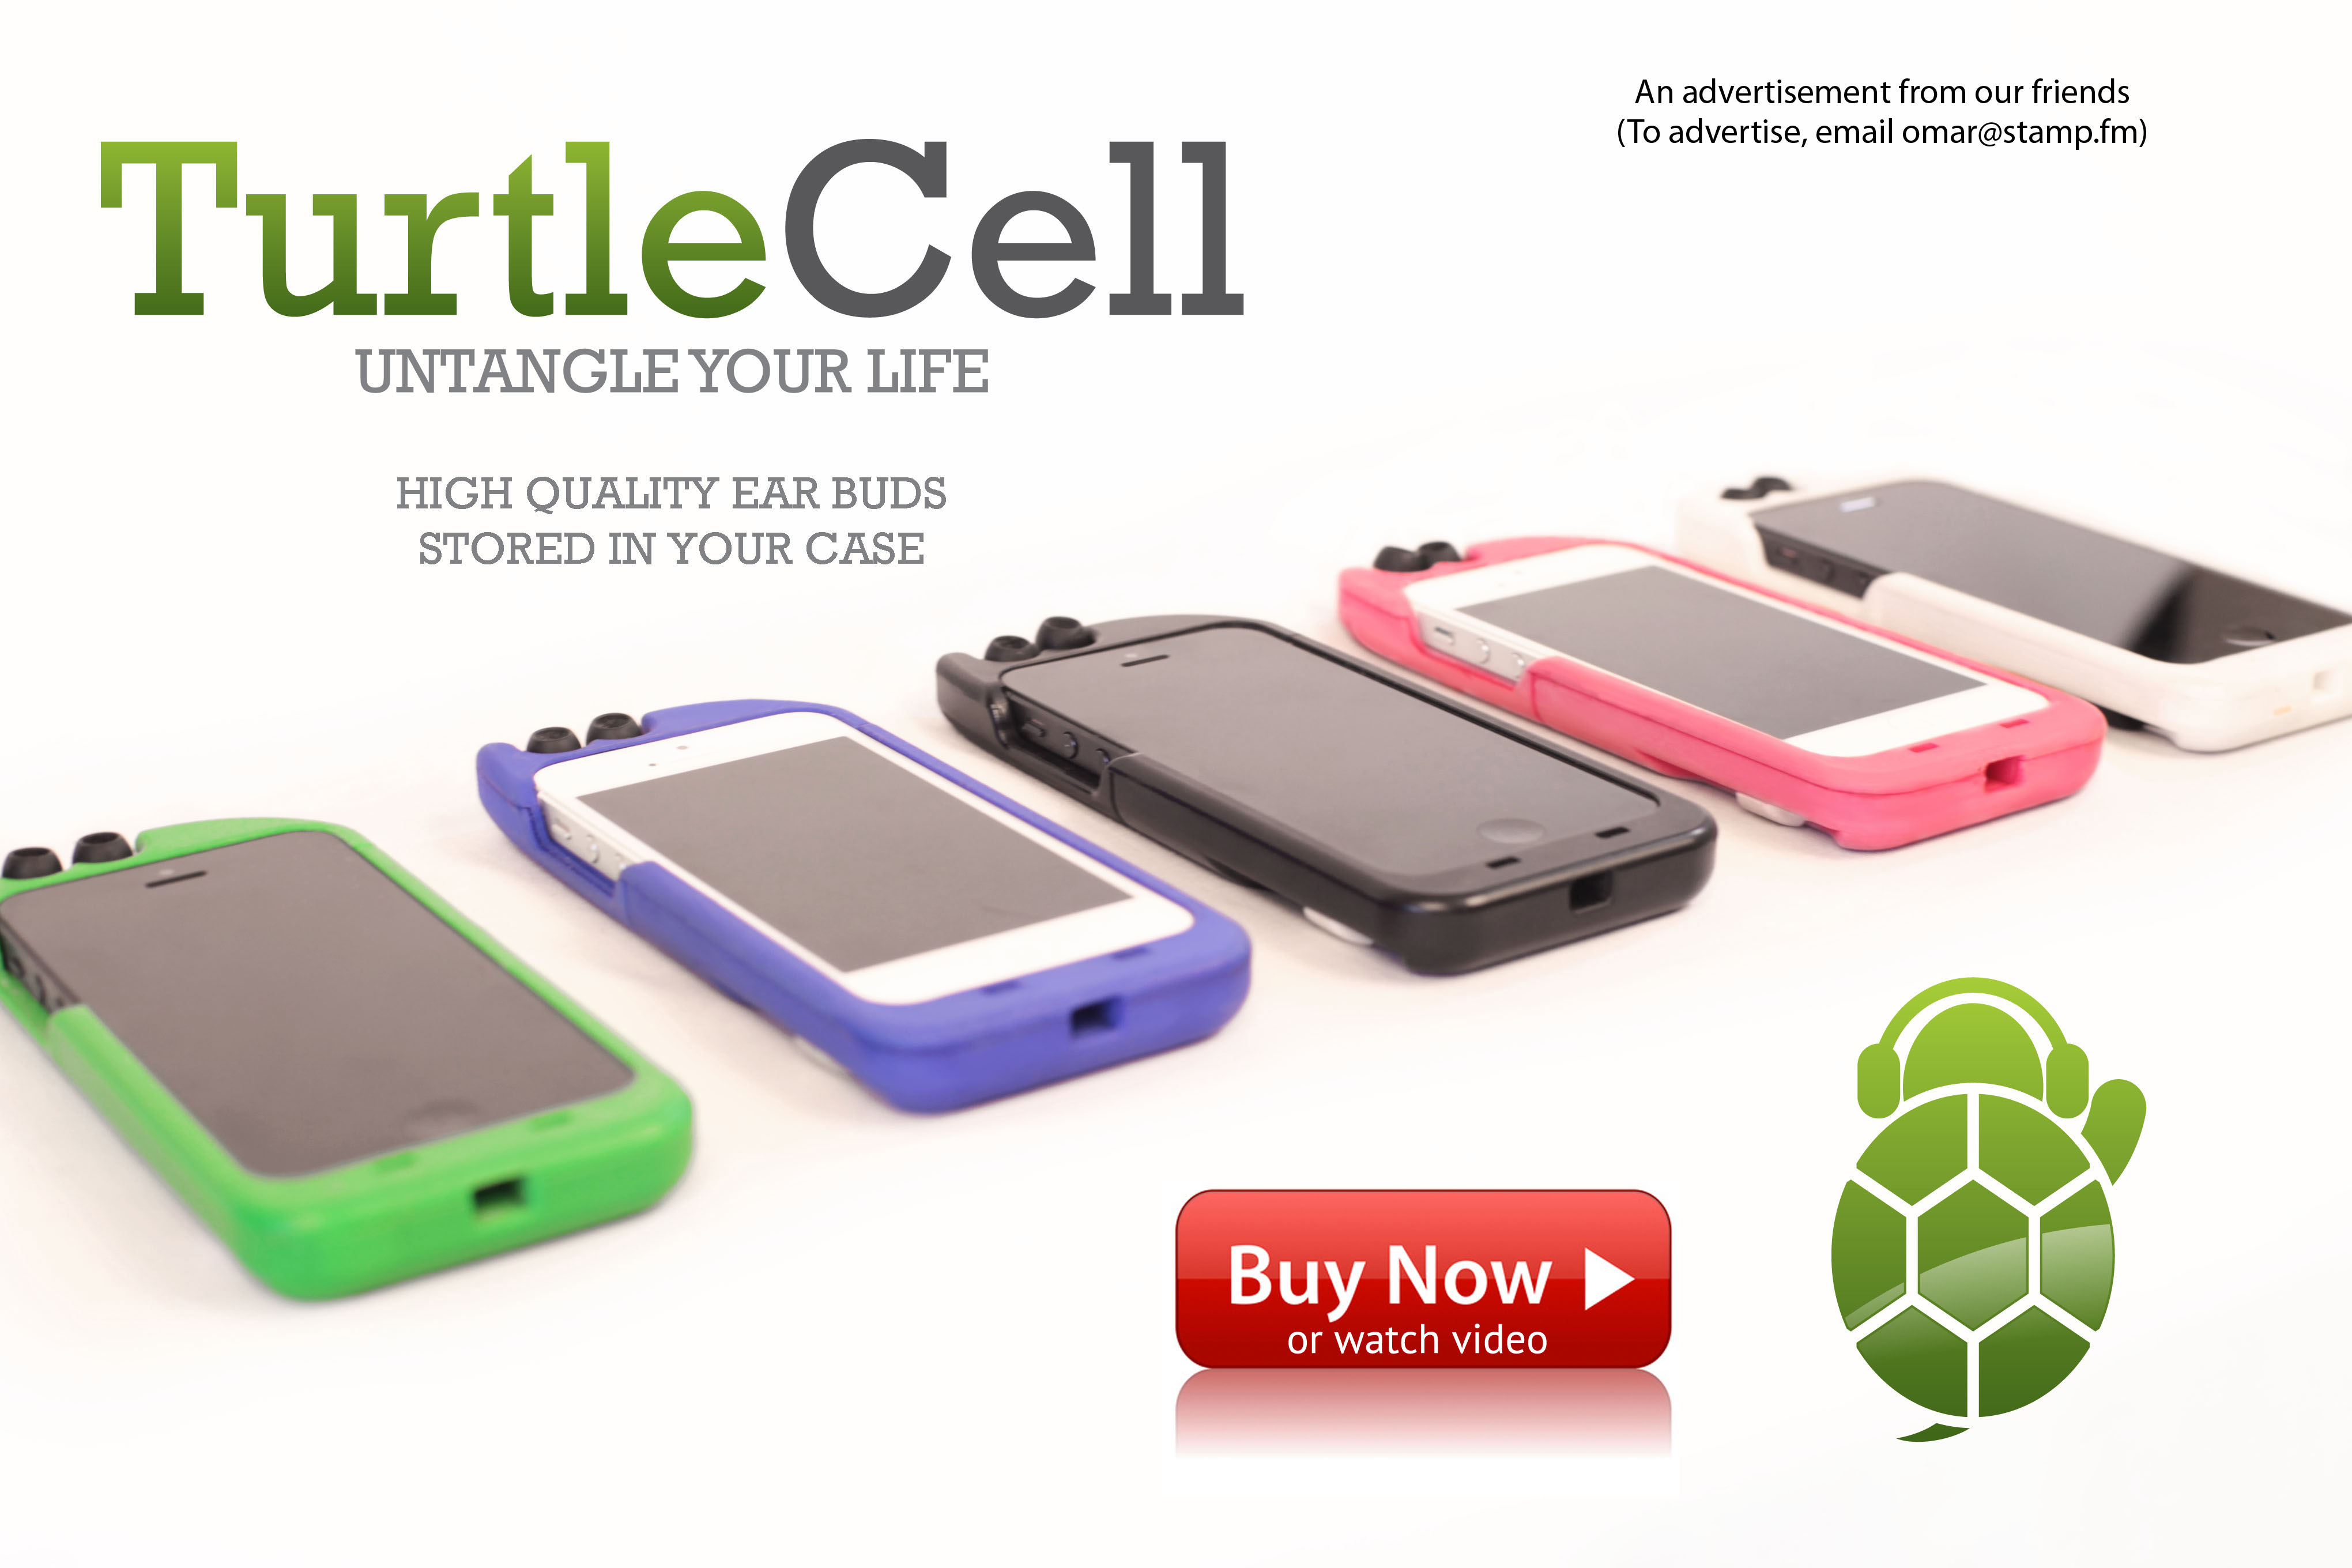 An advertisement from our friends
(To advertise, email omar@stamp.fm)
TurtleCell
UNTANGLE YOUR LIFE
HIGH QUALITY EAR BUDS
STORED IN YOUR CASE
Buy Now
or watch video